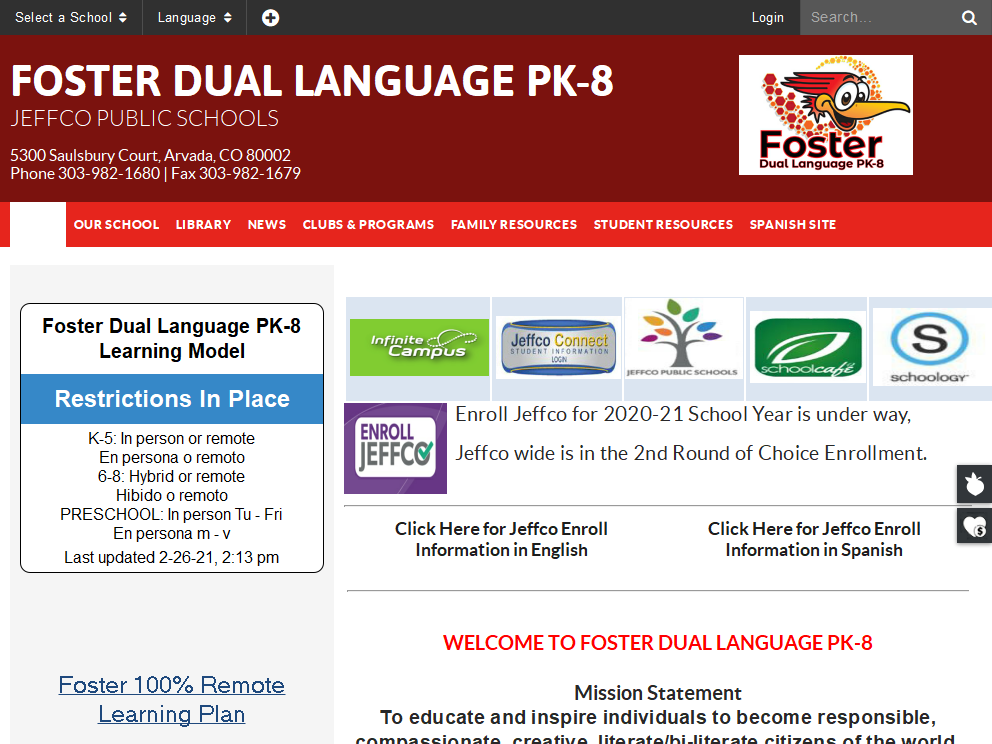 Select a School
Language
Login
Search...
FOSTER DUAL LANGUAGE PK-8
JEFFCO PUBLIC SCHOOLS
5300 Saulsbury Court, Arvada, CO 80002
Phone 303-982-1680 | Fax 303-982-1679
Foster
Dual Language PK-8
OUR SCHOOL
LIBRARY
NEWS
CLUBS & PROGRAMS
FAMILY RESOURCES
STUDENT RESOURCES
SPANISH SITE
Foster Dual Language PK-8
Learning Model
Restrictions In Place
K-5: In person or remote
En persona o remoto
6-8: Hybrid or remote
Hibido o remoto
PRESCHOOL: In person Tu - Fri
En persona m - v
Last updated 2-26-21, 2:13 pm
Foster 100% Remote
Learning Plan
Infinite
Campus
Jeffco Connect
STUDENT INFORMATION
LOGIN
JEFFCO PUBLIC SCHOOLS
schoolcafé
S
schoology
ENROLL
JEFFCO
Enroll Jeffco for 2020-21 School Year is under way,
Jeffco wide is in the 2nd Round of Choice Enrollment.
Click Here for Jeffco Enroll
Information in English
Click Here for Jeffco Enroll
Information in Spanish
WELCOME TO FOSTER DUAL LANGUAGE PK-8
Mission Statement
To educate and inspire individuals to become responsible,
compassionate, creative, literate/bi-literate citizens of the world